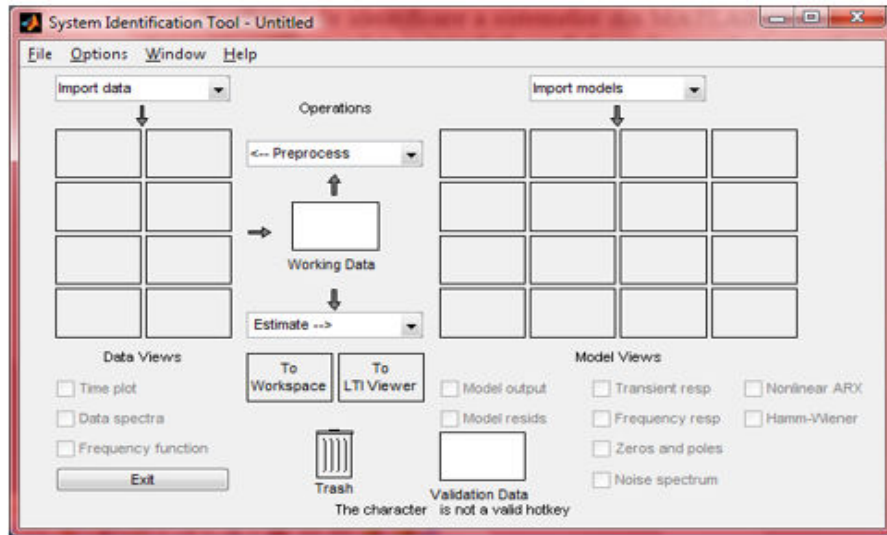 System Identification Tool - Untitled
File Options Window Help
Import data
Import models
Operations
<-- Preprocess
Working Data
Estimate -->
Data Views
To Workspace
To LTI Viewer
Model Views
Time plot
Data spectra
Frequency function
Exit
Trash
Model output
Model resids
Transient resp
Frequency resp
Zeros and poles
Noise spectrum
Nonlinear ARX
Hamm-Wiener
Validation Data
The character is not a valid hotkey